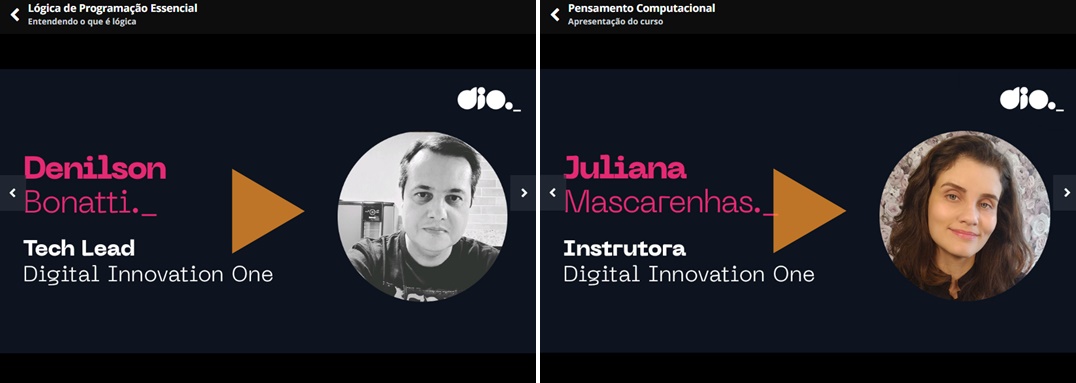 Lógica de Programação Essencial
Entendendo o que é lógica
dio._
Denilson
Bonatti._
Tech Lead
Digital Innovation One
Pensamento Computacional
Apresentação do curso
dio._
Juliana
Mascarenhas._
Instrutora
Digital Innovation One